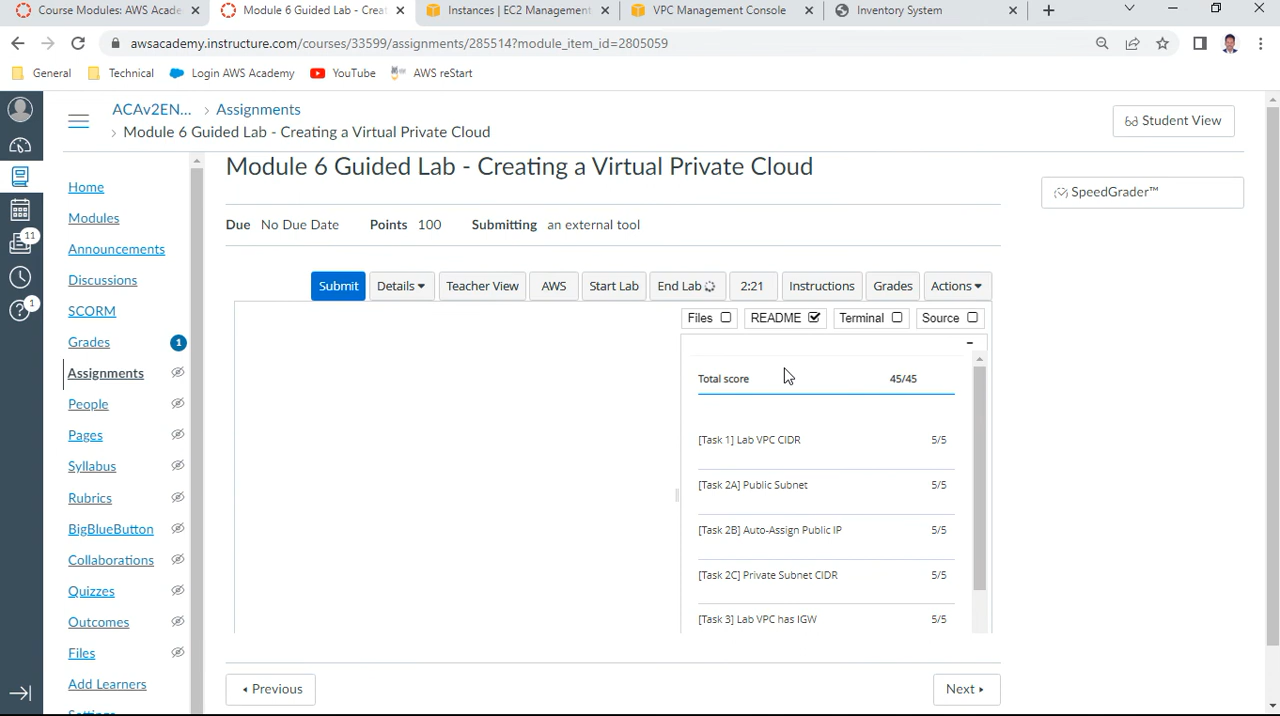 Course Modules: AWS Acade
Module 6 Guided Lab - Creat
Instances | EC2 Management
VPC Management Console
Inventory System
awsacademy.instructure.com/courses/33599/assignments/285514?module_item_id=2805059
General
Technical
Login AWS Academy
YouTube
AWS reStart
ACAv2EN... > Assignments
> Module 6 Guided Lab - Creating a Virtual Private Cloud
Student View
Module 6 Guided Lab - Creating a Virtual Private Cloud
SpeedGrader™
Due No Due Date Points 100 Submitting an external tool
11
1
Home
Modules
Announcements
Discussions
SCORM
Grades 1
Assignments
People
Pages
Syllabus
Rubrics
BigBlueButton
Collaborations
Quizzes
Outcomes
Files
Add Learners
Submit Details Teacher View AWS Start Lab End Lab 2:21 Instructions Grades Actions
Files README Terminal Source
Total score 45/45
[Task 1] Lab VPC CIDR 5/5
[Task 2A] Public Subnet 5/5
[Task 2B] Auto-Assign Public IP 5/5
[Task 2C] Private Subnet CIDR 5/5
[Task 3] Lab VPC has IGW 5/5
Previous
Next